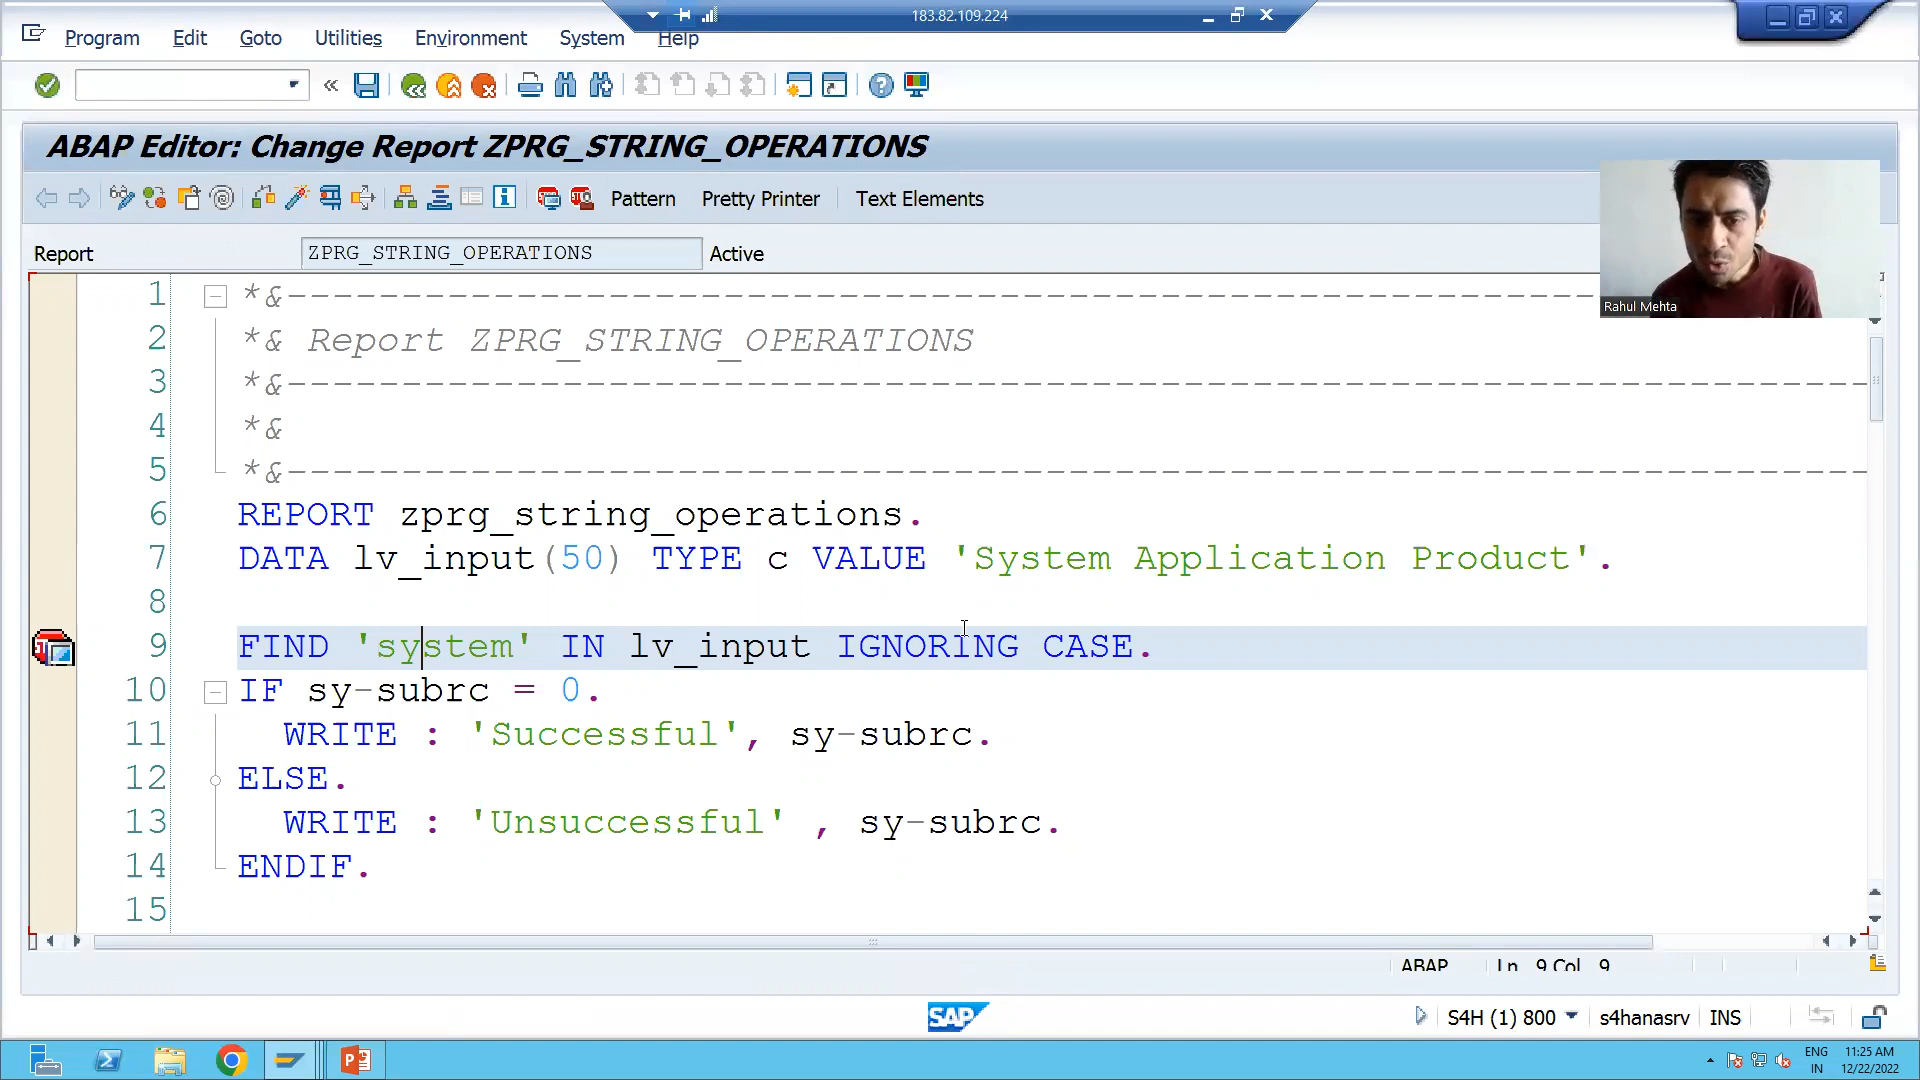 183.82.109.224
Program Edit Goto Utilities Environment System Help
ABAP Editor: Change Report ZPRG_STRING_OPERATIONS
Pattern Pretty Printer Text Elements
Report ZPRG_STRING_OPERATIONS Active
Rahul Mehta
1 *&---------------------------------------------------------------------
2 *& Report ZPRG_STRING_OPERATIONS
3 *&---------------------------------------------------------------------
4 *&
5 *&---------------------------------------------------------------------
6 REPORT zprg_string_operations.
7 DATA lv_input(50) TYPE c VALUE 'System Application Product'.
8
9 FIND 'system' IN lv_input IGNORING CASE.
10 IF sy-subrc = 0.
11 WRITE : 'Successful', sy-subrc.
12 ELSE.
13 WRITE : 'Unsuccessful' , sy-subrc.
14 ENDIF.
15
ABAP Ln 9 Col 9
SAP S4H (1) 800 s4hanasrv INS
ENG 11:25 AM
IN 12/22/2022